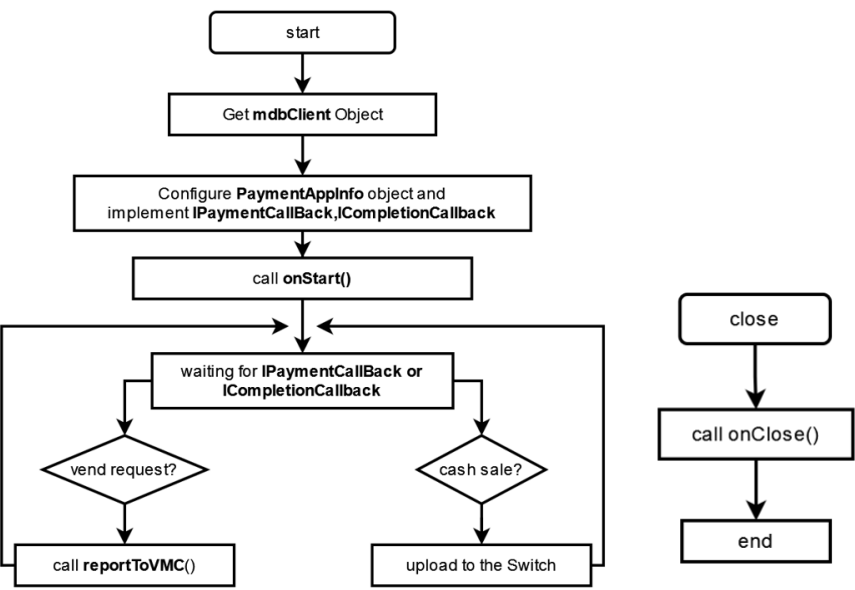 start
Get mdbClient Object
Configure PaymentAppInfo object and
implement IPaymentCallBack,ICompletionCallback
call onStart()
waiting for IPaymentCallBack or
ICompletionCallback
vend request?
cash sale?
call reportToVMC()
upload to the Switch
close
call onClose()
end